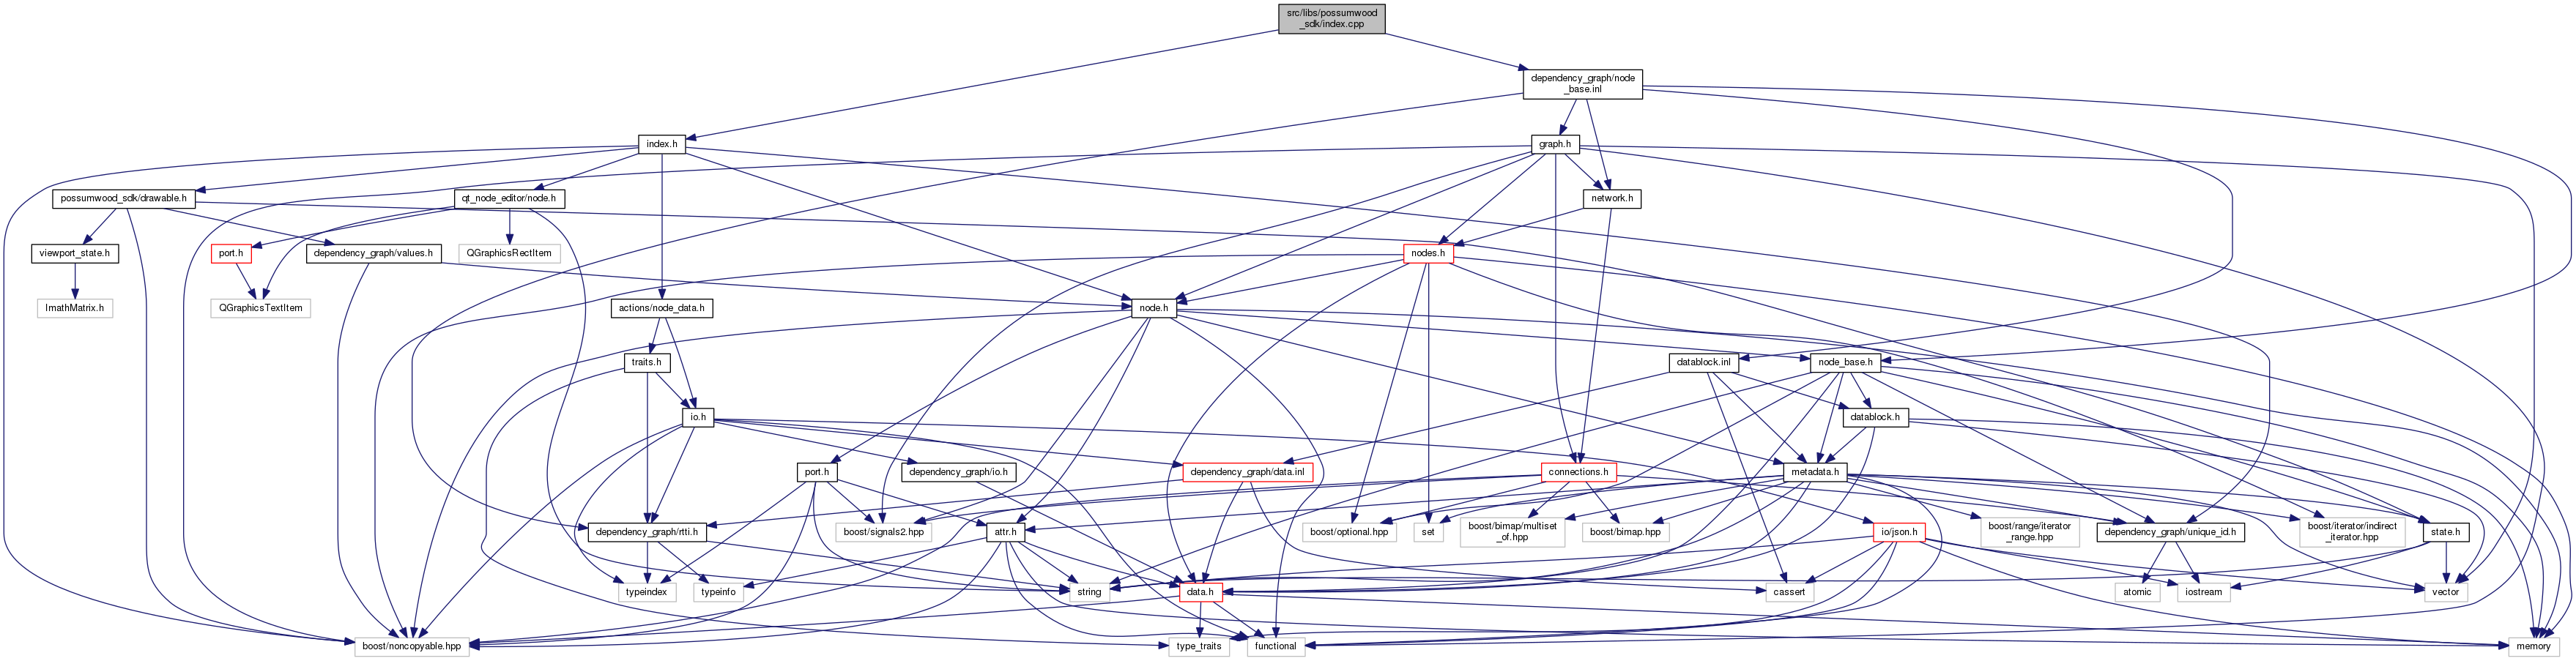 src/libs/possumwood
_sdk/index.cpp
dependency_graph/node
_base.inl
index.h
graph.h
possumwood_sdk/drawable.h
qt_node_editor/node.h
network.h
viewport_state.h
port.h
dependency_graph/values.h
QGraphicsRectItem
nodes.h
ImathMatrix.h
QGraphicsTextItem
actions/node_data.h
node.h
traits.h
datablock.inl
node_base.h
io.h
datablock.h
port.h
dependency_graph/io.h
dependency_graph/data.inl
connections.h
metadata.h
dependency_graph/rtti.h
boost/signals2.hpp
attr.h
boost/optional.hpp
set
boost/bimap/multiset
_of.hpp
boost/bimap.hpp
io/json.h
boost/range/iterator
_range.hpp
dependency_graph/unique_id.h
boost/iterator/indirect
_iterator.hpp
state.h
typeindex
typeinfo
string
data.h
cassert
atomic
iostream
vector
boost/noncopyable.hpp
type_traits
functional
memory